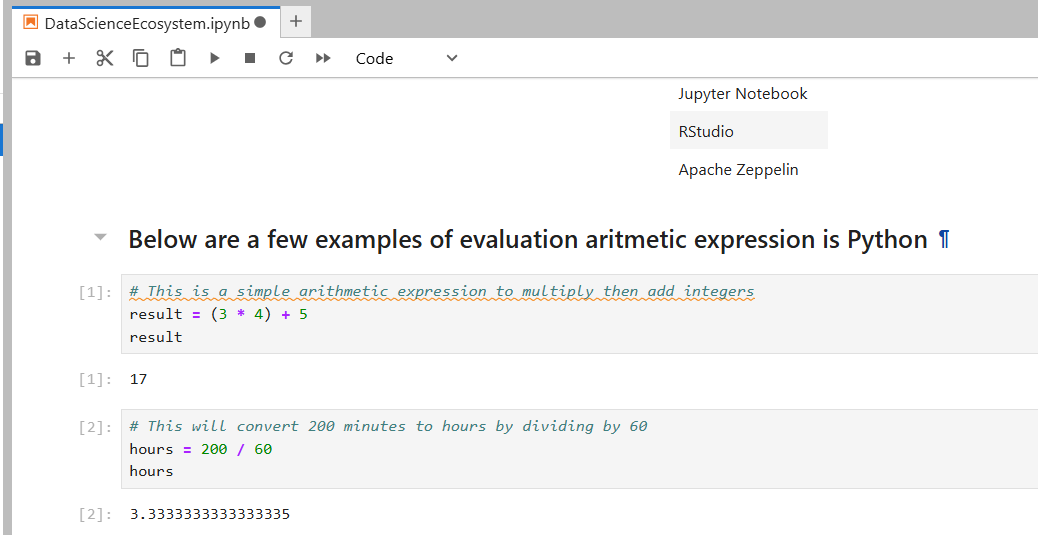 DataScienceEcosystem.ipynb
Code
Jupyter Notebook
RStudio
Apache Zeppelin
Below are a few examples of evaluation aritmetic expression is Python ¶
[1]: # This is a simple arithmetic expression to multiply then add integers
result = (3 * 4) + 5
result
[1]: 17
[2]: # This will convert 200 minutes to hours by dividing by 60
hours = 200 / 60
hours
[2]: 3.3333333333333335